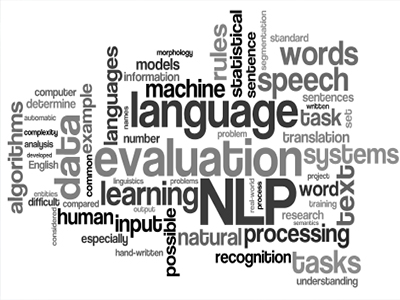 morphology
standard
segmentation
statistical
rules
sentence
words
languages
models
information
machine
speech
computer
determine
example
names
language
sentences
written
task
set
algorithms
automatic
complexity
analysis
developed
English
data
common
number
problem
translation
evaluation
systems
entities
difficult
compared
considered
linguistics
problems
learning
NLP
real-world
process
project
word
training
text
human
input
output
possible
research
semantics
especially
natural
processing
hand-written
recognition
tasks
understanding